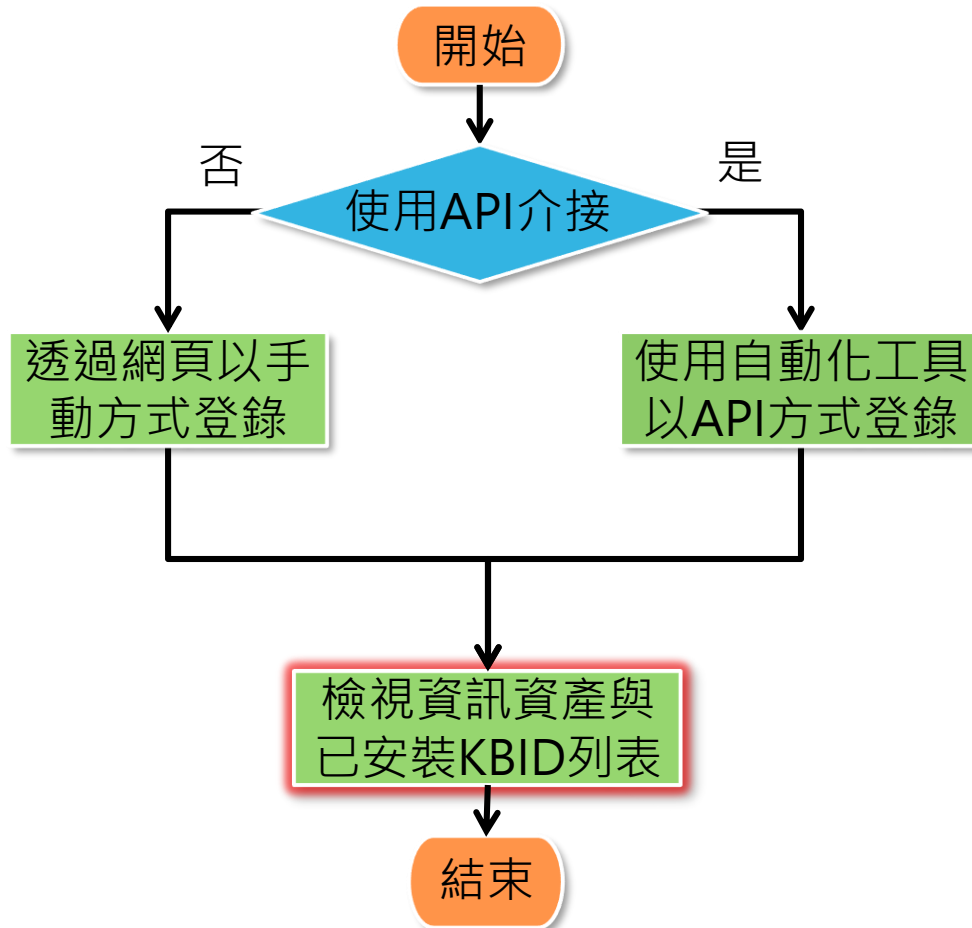 開始
否
是
使用API介接
透過網頁以手
動方式登錄
使用自動化工具
以API方式登錄
檢視資訊資產與
已安裝KBID列表
結束